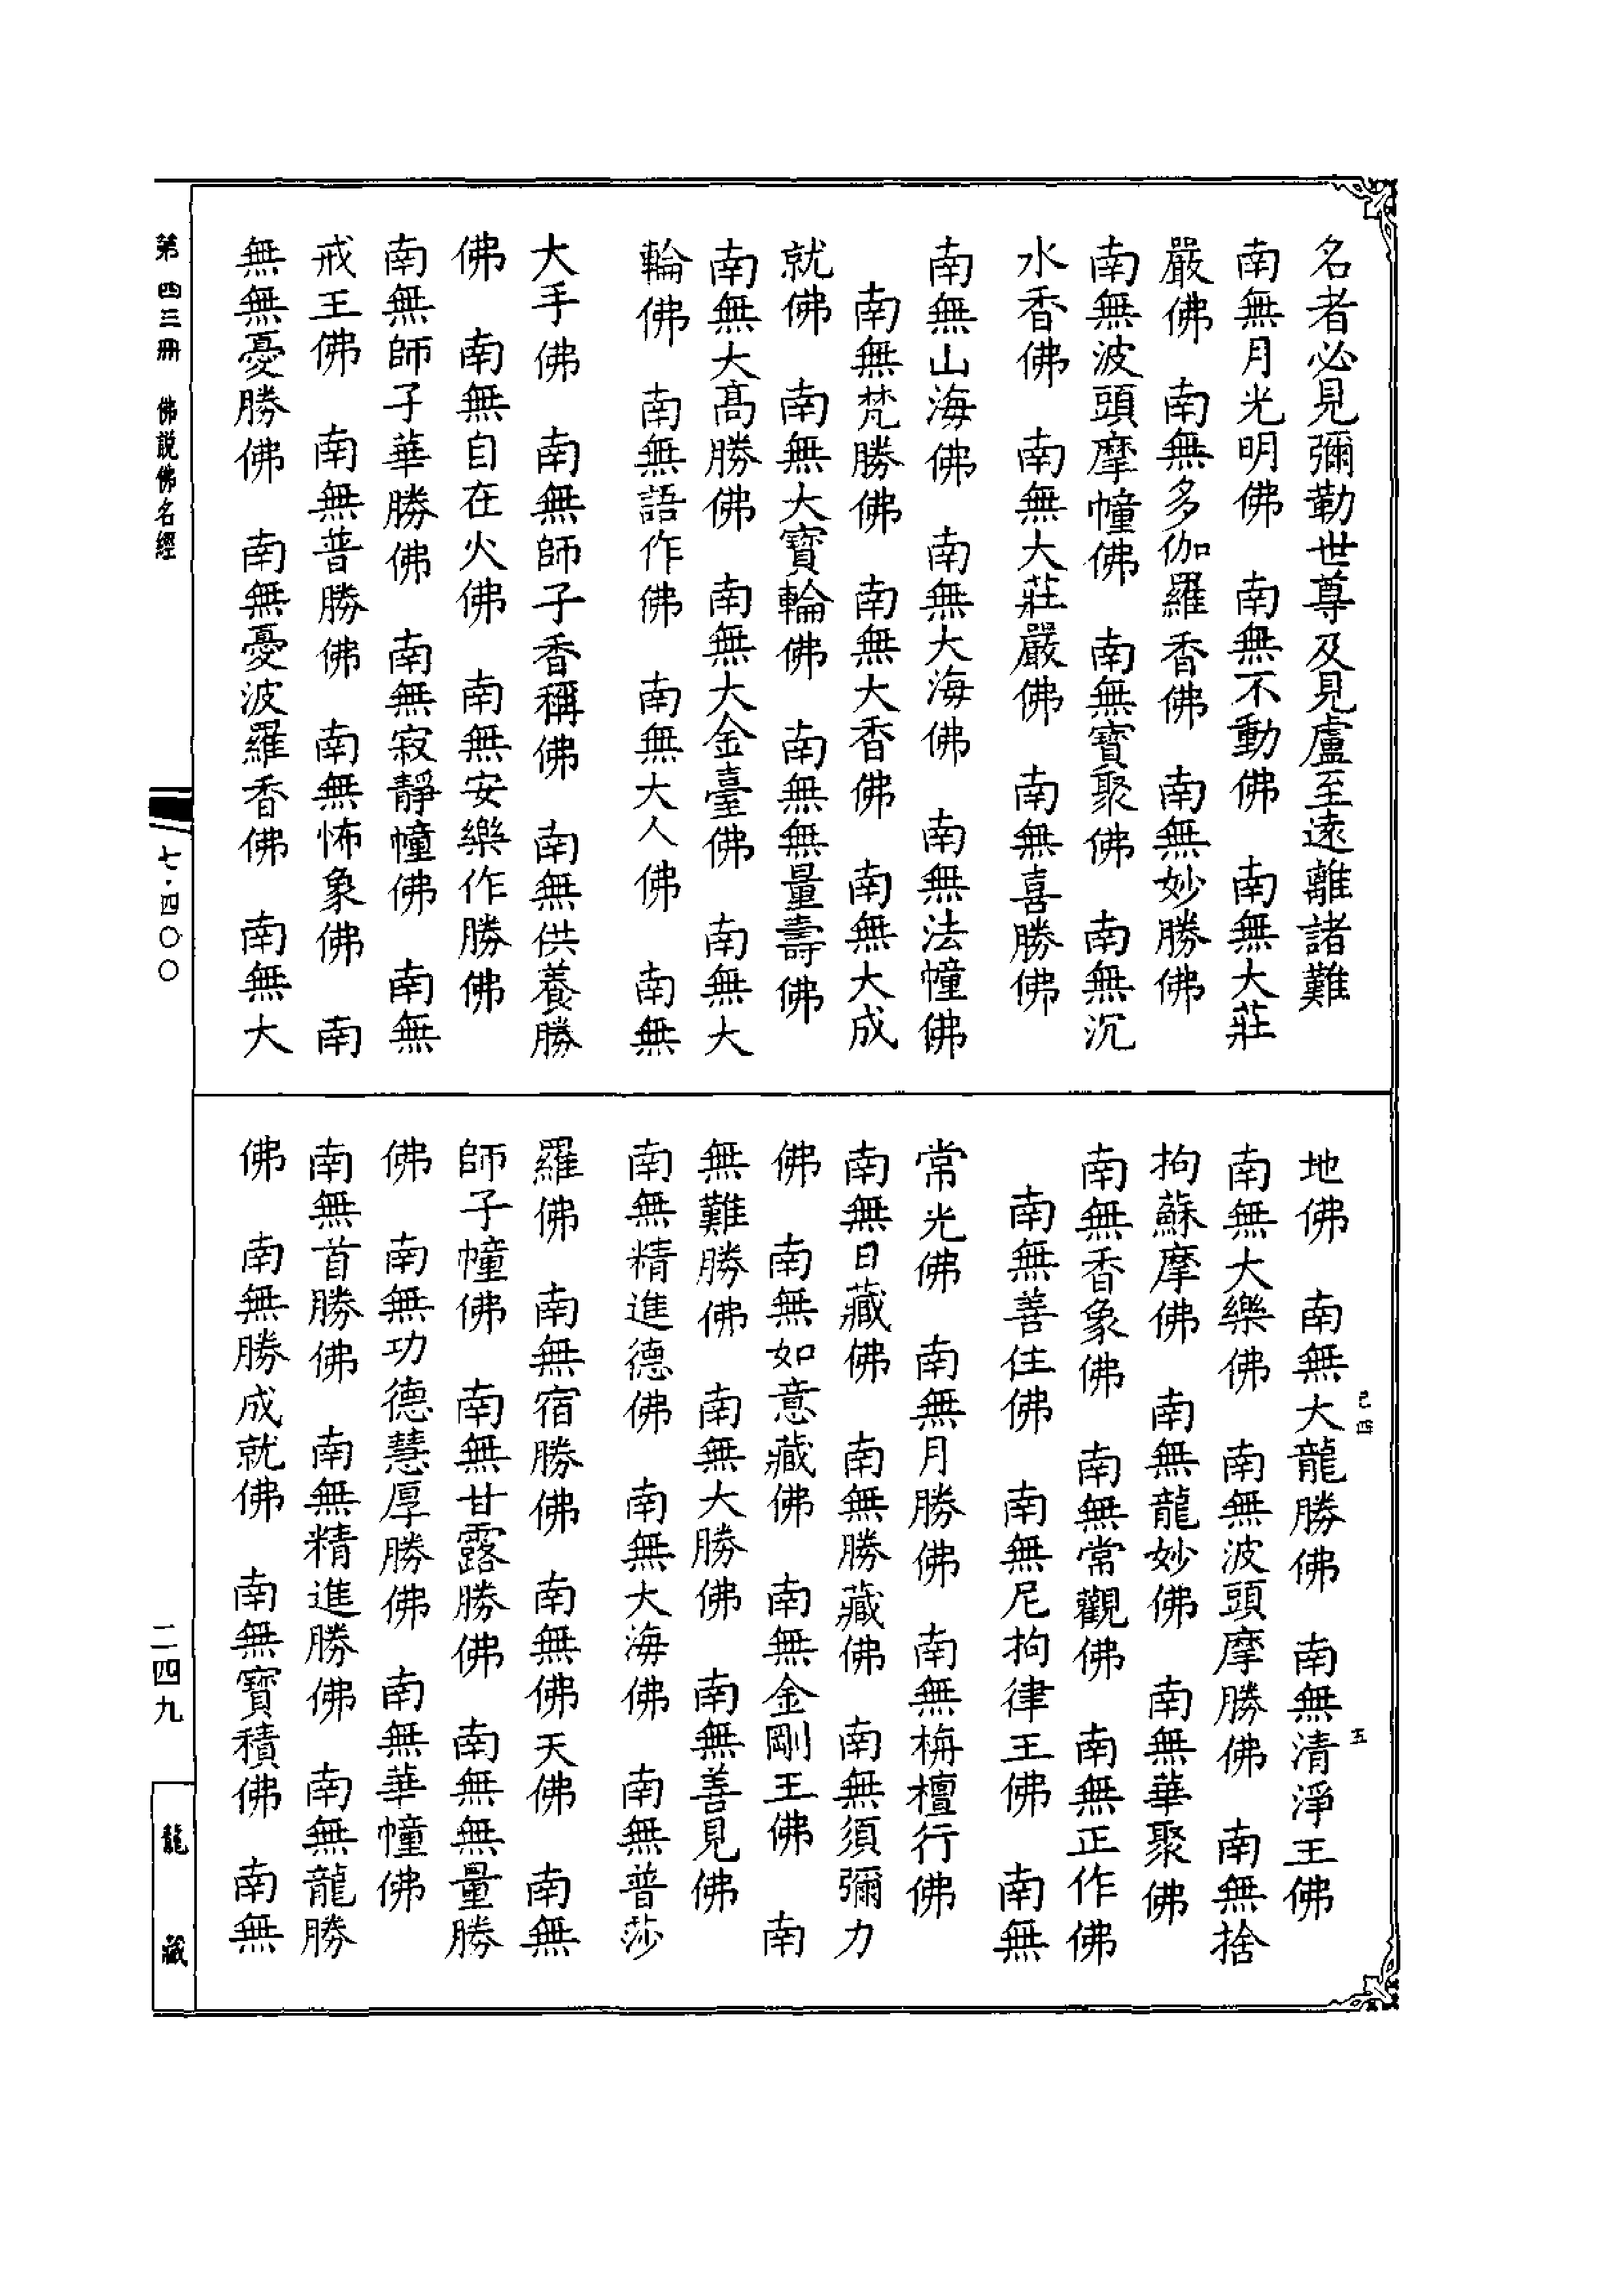 名者必見彌勒世尊及見盧至遠離諸難
南無月光明佛　南無不動佛　南無大莊
嚴佛　南無多伽羅香佛　南無妙勝佛
南無波頭摩幢佛　南無寶聚佛　南無沉
水香佛　南無大莊嚴佛　南無喜勝佛
南無山海佛　南無大海佛　南無法幢佛
南無梵勝佛　南無大香佛　南無大成
就佛　南無大寶輪佛　南無無量壽佛
南無大高勝佛　南無大金臺佛　南無大
輪佛　南無語作佛　南無大人佛　南無
大手佛　南無師子香稱佛　南無供養勝
佛　南無自在火佛　南無安樂作勝佛
南無師子華勝佛　南無寂靜幢佛　南無
戒王佛　南無普勝佛　南無怖象佛　南
無無憂勝佛　南無憂波羅香佛　南無大
地佛　南無大龍勝佛　南無清淨王佛
南無大樂佛　南無波頭摩勝佛　南無捨
拘蘇摩佛　南無龍妙佛　南無華聚佛
南無香象佛　南無常觀佛　南無正作佛
南無善住佛　南無尼拘律王佛　南無
常光佛　南無月勝佛　南無栴檀行佛
南無日藏佛　南無勝藏佛　南無須彌力
佛　南無如意藏佛　南無金剛王佛　南
無難勝佛　南無大勝佛　南無善見佛
南無精進德佛　南無大海佛　南無普莎
羅佛　南無宿勝佛　南無佛天佛　南無
師子幢佛　南無甘露勝佛　南無無量勝
佛　南無功德慧厚勝佛　南無華幢佛
南無首勝佛　南無精進勝佛　南無龍勝
佛　南無勝成就佛　南無寶積佛　南無
己四
五
第四三冊　佛説佛名經
七·四〇〇
二四九
龍藏